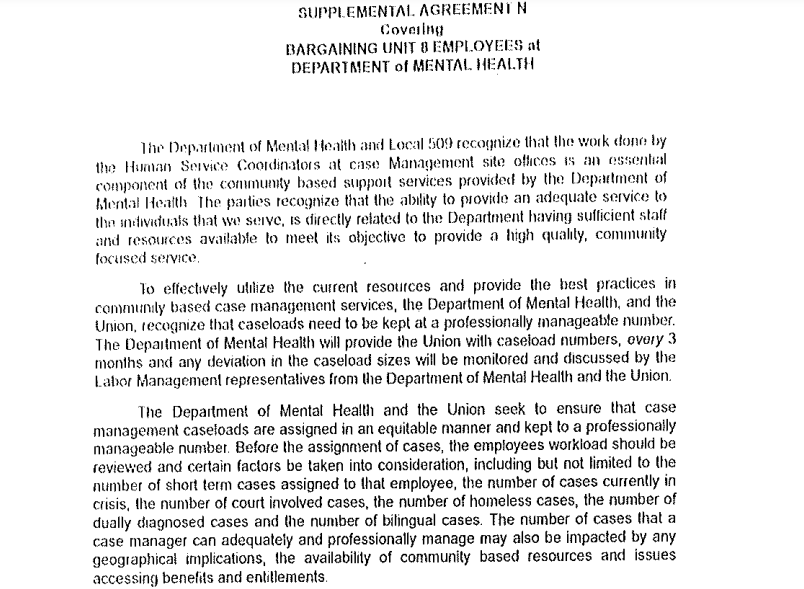 SUPPLEMENTAL AGREEMENT N
Covering
BARGAINING UNIT 8 EMPLOYEES at
DEPARTMENT of MENTAL HEALTH
The Department of Mental Health and Local 509 recognize that the work done by
the Human Service Coordinators at case Management site offices is an essential
component of the community based support services provided by the Department of
Mental Health The parties recognize that the ability to provide an adequate service to
the individuals that we serve, is directly related to the Department having sufficient staff
and resources available to meet its objective to provide a high quality, community
focused service.
To effectively utilize the current resources and provide the best practices in
community based case management services, the Department of Mental Health, and the
Union, recognize that caseloads need to be kept at a professionally manageable number.
The Department of Mental Health will provide the Union with caseload numbers, every 3
months and any deviation in the caseload sizes will be monitored and discussed by the
Labor Management representatives from the Department of Mental Health and the Union.
The Department of Mental Health and the Union seek to ensure that case
management caseloads are assigned in an equitable manner and kept to a professionally
manageable number. Before the assignment of cases, the employees workload should be
reviewed and certain factors be taken into consideration, including but not limited to the
number of short term cases assigned to that employee, the number of cases currently in
crisis, the number of court involved cases, the number of homeless cases, the number of
dually diagnosed cases and the number of bilingual cases. The number of cases that a
case manager can adequately and professionally manage may also be impacted by any
geographical implications, the availability of community based resources and issues
accessing benefits and entitlements.